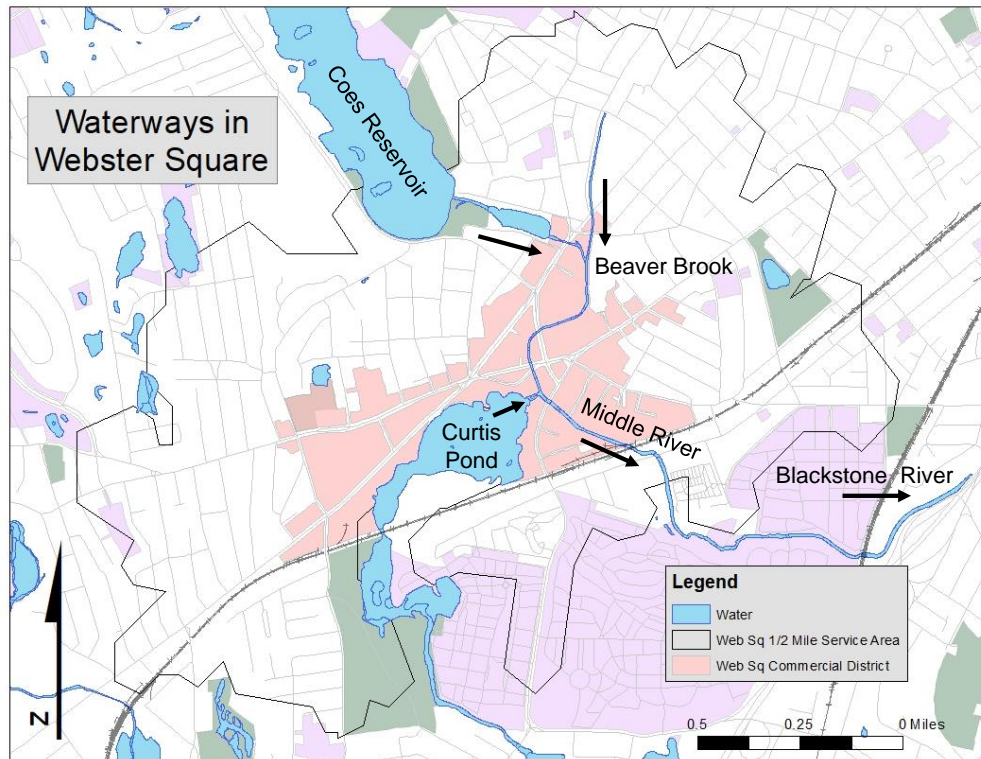 Waterways in
Webster Square
Coes Reservoir
Beaver Brook
Curtis
Pond
Middle River
Blackstone River
Legend
Water
Web Sq 1/2 Mile Service Area
Web Sq Commercial District
N
0.5 0.25 0 Miles